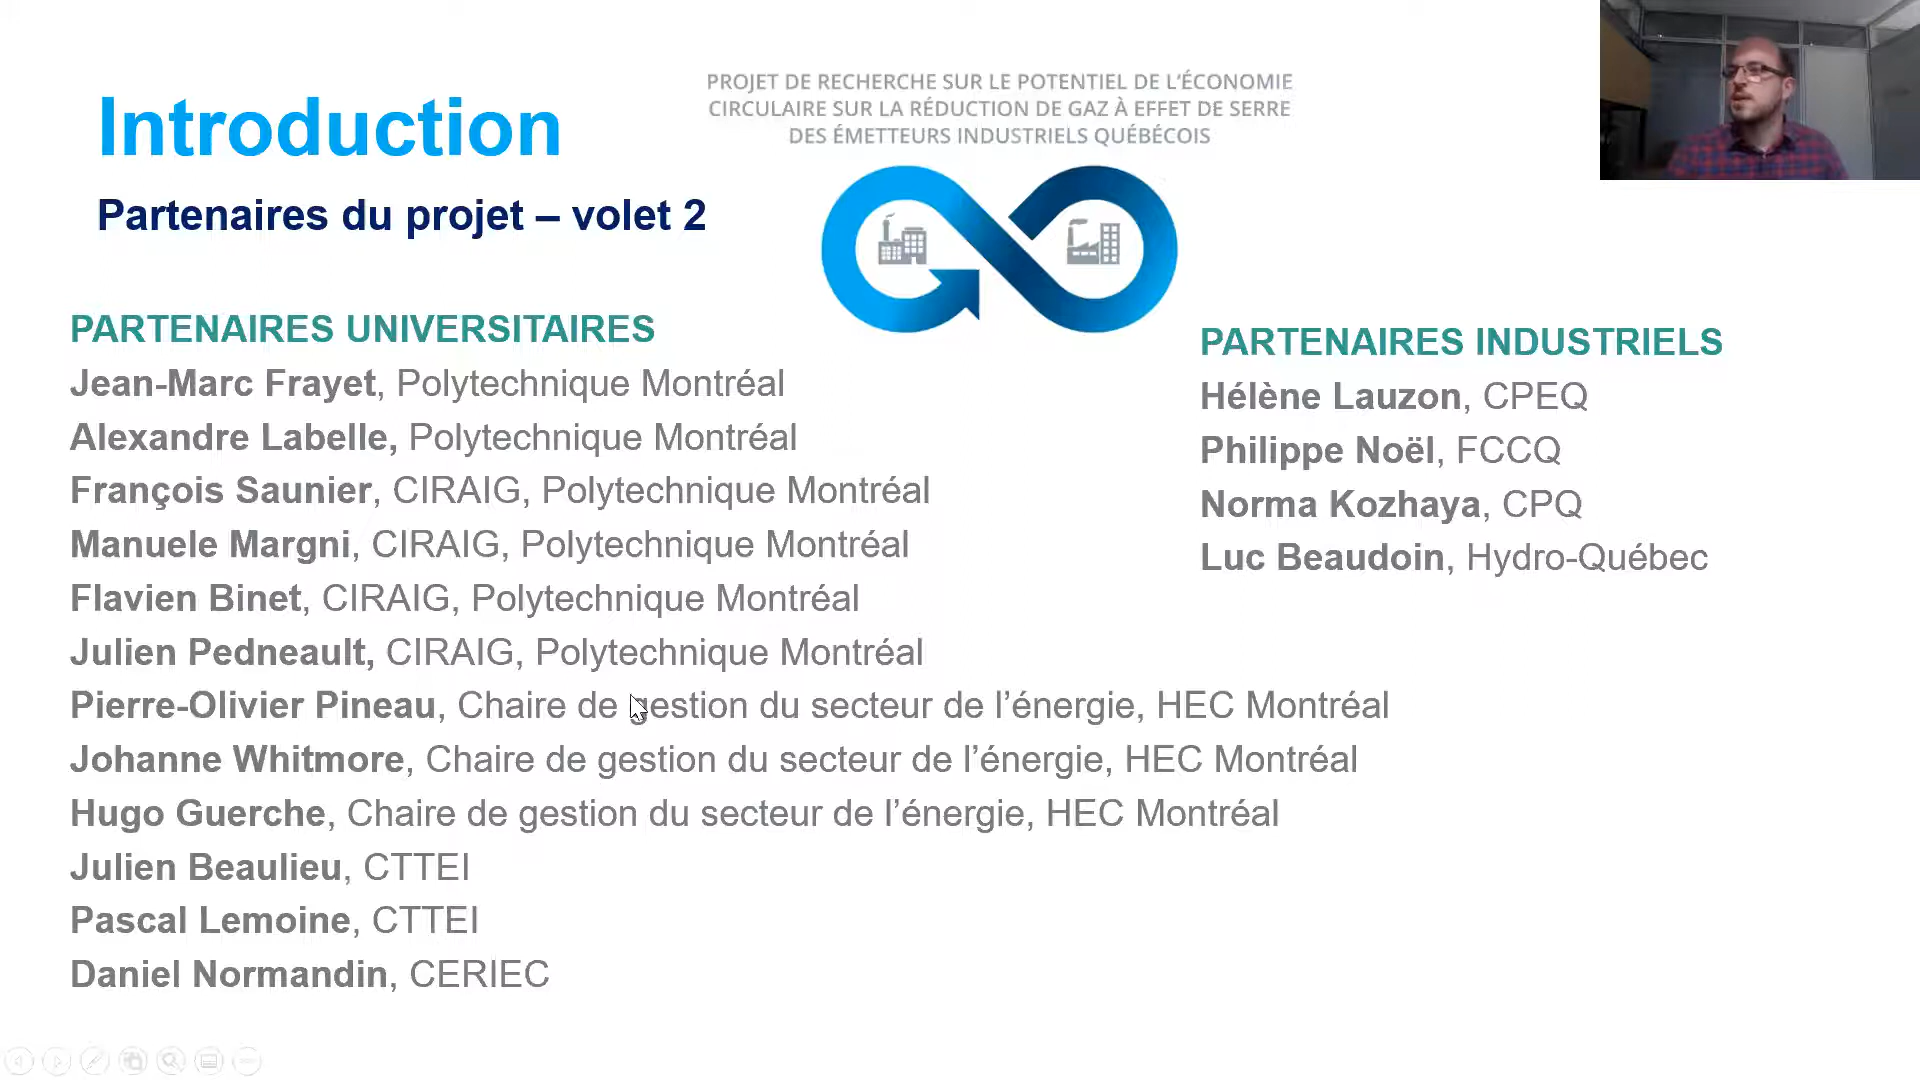 PROJET DE RECHERCHE SUR LE POTENTIEL DE L'ÉCONOMIE
CIRCULAIRE SUR LA RÉDUCTION DE GAZ À EFFET DE SERRE
DES ÉMETTEURS INDUSTRIELS QUÉBÉCOIS
Introduction
Partenaires du projet – volet 2
PARTENAIRES UNIVERSITAIRES
Jean-Marc Frayet, Polytechnique Montréal
Alexandre Labelle, Polytechnique Montréal
François Saunier, CIRAIG, Polytechnique Montréal
Manuele Margni, CIRAIG, Polytechnique Montréal
Flavien Binet, CIRAIG, Polytechnique Montréal
Julien Pedneault, CIRAIG, Polytechnique Montréal
Pierre-Olivier Pineau, Chaire de gestion du secteur de l’énergie, HEC Montréal
Johanne Whitmore, Chaire de gestion du secteur de l’énergie, HEC Montréal
Hugo Guerche, Chaire de gestion du secteur de l’énergie, HEC Montréal
Julien Beaulieu, CTTEI
Pascal Lemoine, CTTEI
Daniel Normandin, CERIEC
PARTENAIRES INDUSTRIELS
Hélène Lauzon, CPEQ
Philippe Noël, FCCQ
Norma Kozhaya, CPQ
Luc Beaudoin, Hydro-Québec